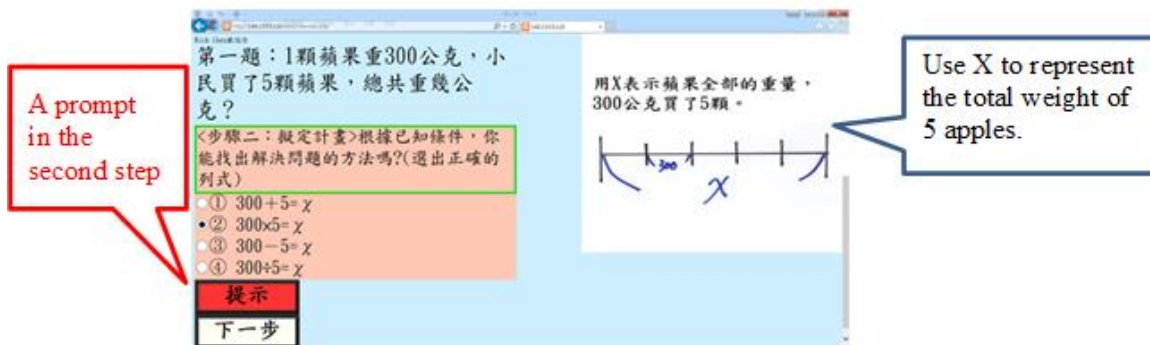 A prompt
in the
second step
第一題：1顆蘋果重300公克，小
民買了5顆蘋果，總共重幾公
克？
<步驟二：擬定計畫>根據已知條件，你
能找出解決問題的方法嗎?(選出正確的
列式)
① 300＋5=χ
② 300x5=χ
③ 300－5=χ
④ 300÷5=χ
提示
下一步
用X表示蘋果全部的重量，
300公克買了5顆。
300
X
Use X to represent
the total weight of
5 apples.